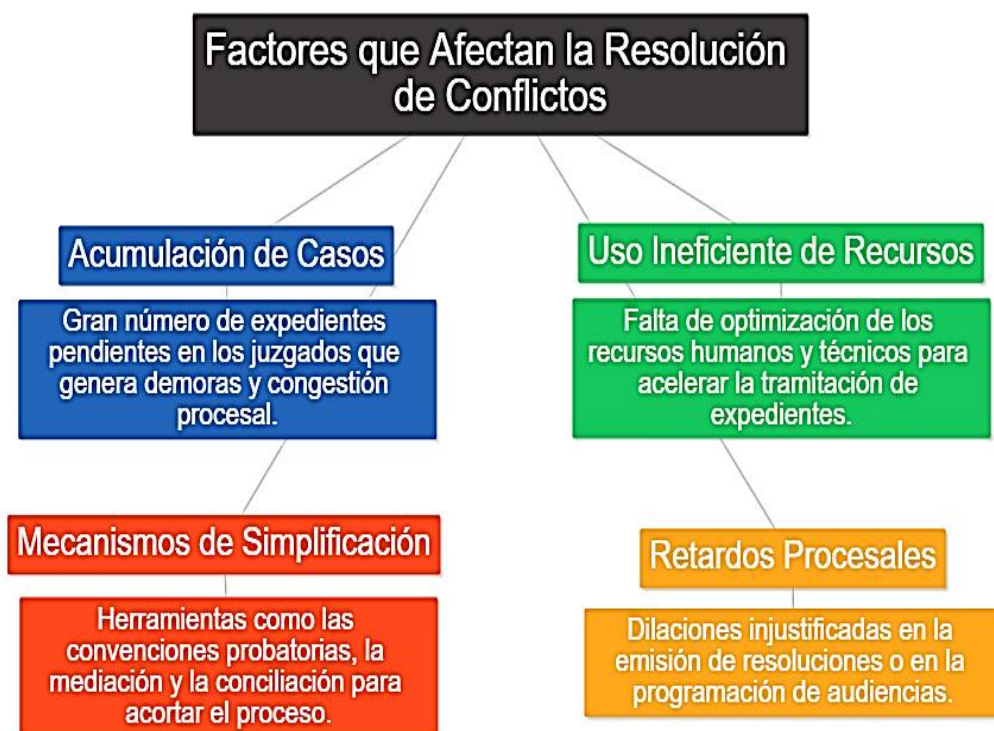 Factores que Afectan la Resolución
de Conflictos
Acumulación de Casos
Gran número de expedientes
pendientes en los juzgados que
genera demoras y congestión
procesal.
Uso Ineficiente de Recursos
Falta de optimización de los
recursos humanos y técnicos para
acelerar la tramitación de
expedientes.
Mecanismos de Simplificación
Herramientas como las
convenciones probatorias, la
mediación y la conciliación para
acortar el proceso.
Retardos Procesales
Dilaciones injustificadas en la
emisión de resoluciones o en la
programación de audiencias.